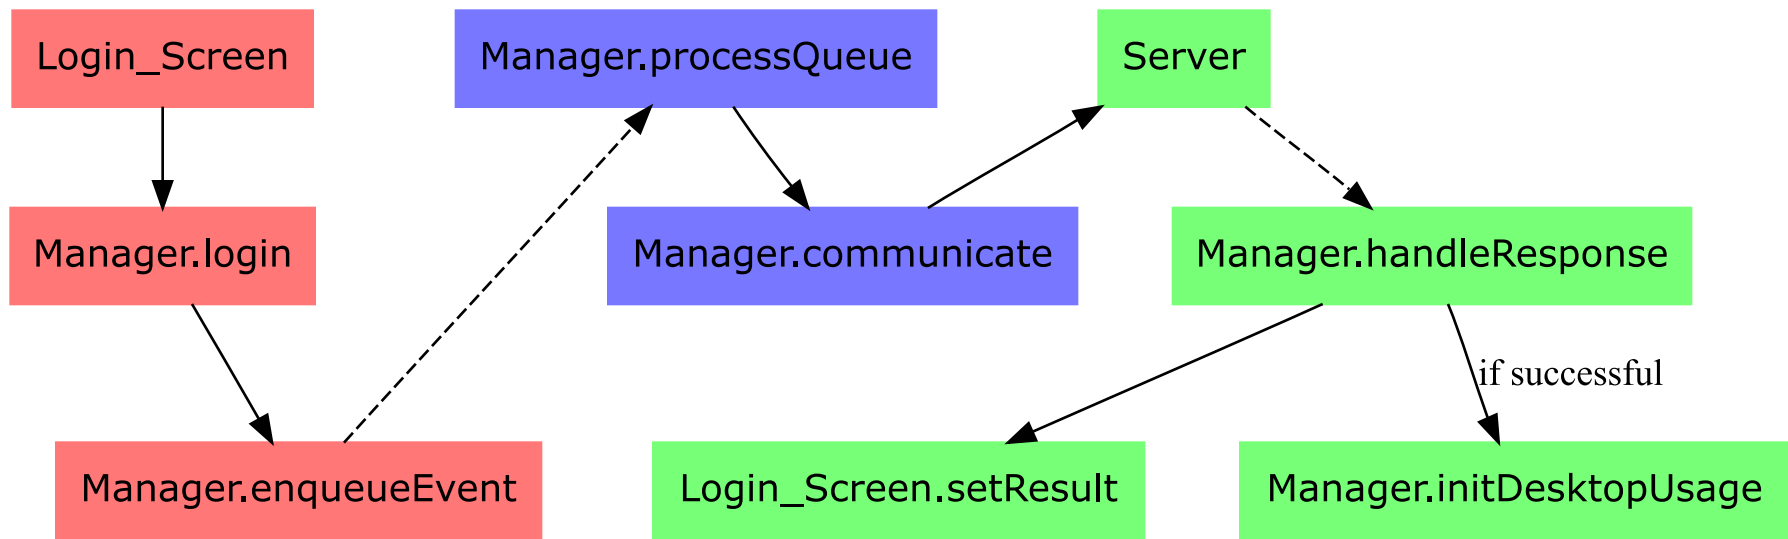 Login_Screen
Manager.processQueue
Server
Manager.login
Manager.communicate
Manager.handleResponse
if successful
Manager.enqueueEvent
Login_Screen.setResult
Manager.initDesktopUsage